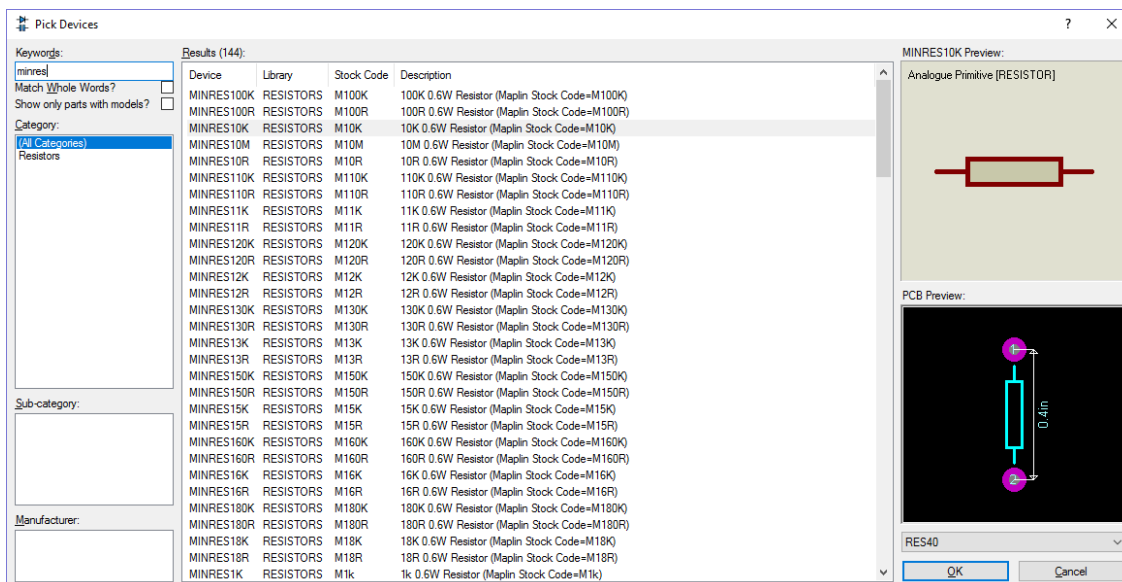 Pick Devices
? ×
Keywords:
minres
Match Whole Words?
Show only parts with models?
Category:
(All Categories)
Resistors
Sub-category:
Manufacturer:
Results (144):
Device Library Stock Code Description
MINRES100K RESISTORS M100K 100K 0.6W Resistor (Maplin Stock Code=M100K)
MINRES100R RESISTORS M100R 100R 0.6W Resistor (Maplin Stock Code=M100R)
MINRES10K RESISTORS M10K 10K 0.6W Resistor (Maplin Stock Code=M10K)
MINRES10M RESISTORS M10M 10M 0.6W Resistor (Maplin Stock Code=M10M)
MINRES10R RESISTORS M10R 10R 0.6W Resistor (Maplin Stock Code=M10R)
MINRES110K RESISTORS M110K 110K 0.6W Resistor (Maplin Stock Code=M110K)
MINRES110R RESISTORS M110R 110R 0.6W Resistor (Maplin Stock Code=M110R)
MINRES11K RESISTORS M11K 11K 0.6W Resistor (Maplin Stock Code=M11K)
MINRES11R RESISTORS M11R 11R 0.6W Resistor (Maplin Stock Code=M11R)
MINRES120K RESISTORS M120K 120K 0.6W Resistor (Maplin Stock Code=M120K)
MINRES120R RESISTORS M120R 120R 0.6W Resistor (Maplin Stock Code=M120R)
MINRES12K RESISTORS M12K 12K 0.6W Resistor (Maplin Stock Code=M12K)
MINRES12R RESISTORS M12R 12R 0.6W Resistor (Maplin Stock Code=M12R)
MINRES130K RESISTORS M130K 130K 0.6W Resistor (Maplin Stock Code=M130K)
MINRES130R RESISTORS M130R 130R 0.6W Resistor (Maplin Stock Code=M130R)
MINRES13K RESISTORS M13K 13K 0.6W Resistor (Maplin Stock Code=M13K)
MINRES13R RESISTORS M13R 13R 0.6W Resistor (Maplin Stock Code=M13R)
MINRES150K RESISTORS M150K 150K 0.6W Resistor (Maplin Stock Code=M150K)
MINRES150R RESISTORS M150R 150R 0.6W Resistor (Maplin Stock Code=M150R)
MINRES15K RESISTORS M15K 15K 0.6W Resistor (Maplin Stock Code=M15K)
MINRES15R RESISTORS M15R 15R 0.6W Resistor (Maplin Stock Code=M15R)
MINRES160K RESISTORS M160K 160K 0.6W Resistor (Maplin Stock Code=M160K)
MINRES160R RESISTORS M160R 160R 0.6W Resistor (Maplin Stock Code=M160R)
MINRES16K RESISTORS M16K 16K 0.6W Resistor (Maplin Stock Code=M16K)
MINRES16R RESISTORS M16R 16R 0.6W Resistor (Maplin Stock Code=M16R)
MINRES180K RESISTORS M180K 180K 0.6W Resistor (Maplin Stock Code=M180K)
MINRES180R RESISTORS M180R 180R 0.6W Resistor (Maplin Stock Code=M180R)
MINRES18K RESISTORS M18K 18K 0.6W Resistor (Maplin Stock Code=M18K)
MINRES18R RESISTORS M18R 18R 0.6W Resistor (Maplin Stock Code=M18R)
MINRES1K RESISTORS M1k 1k 0.6W Resistor (Maplin Stock Code=M1k)
MINRES10K Preview:
Analogue Primitive [RESISTOR]
PCB Preview:
1
0.4in
2
RES40
OK Cancel